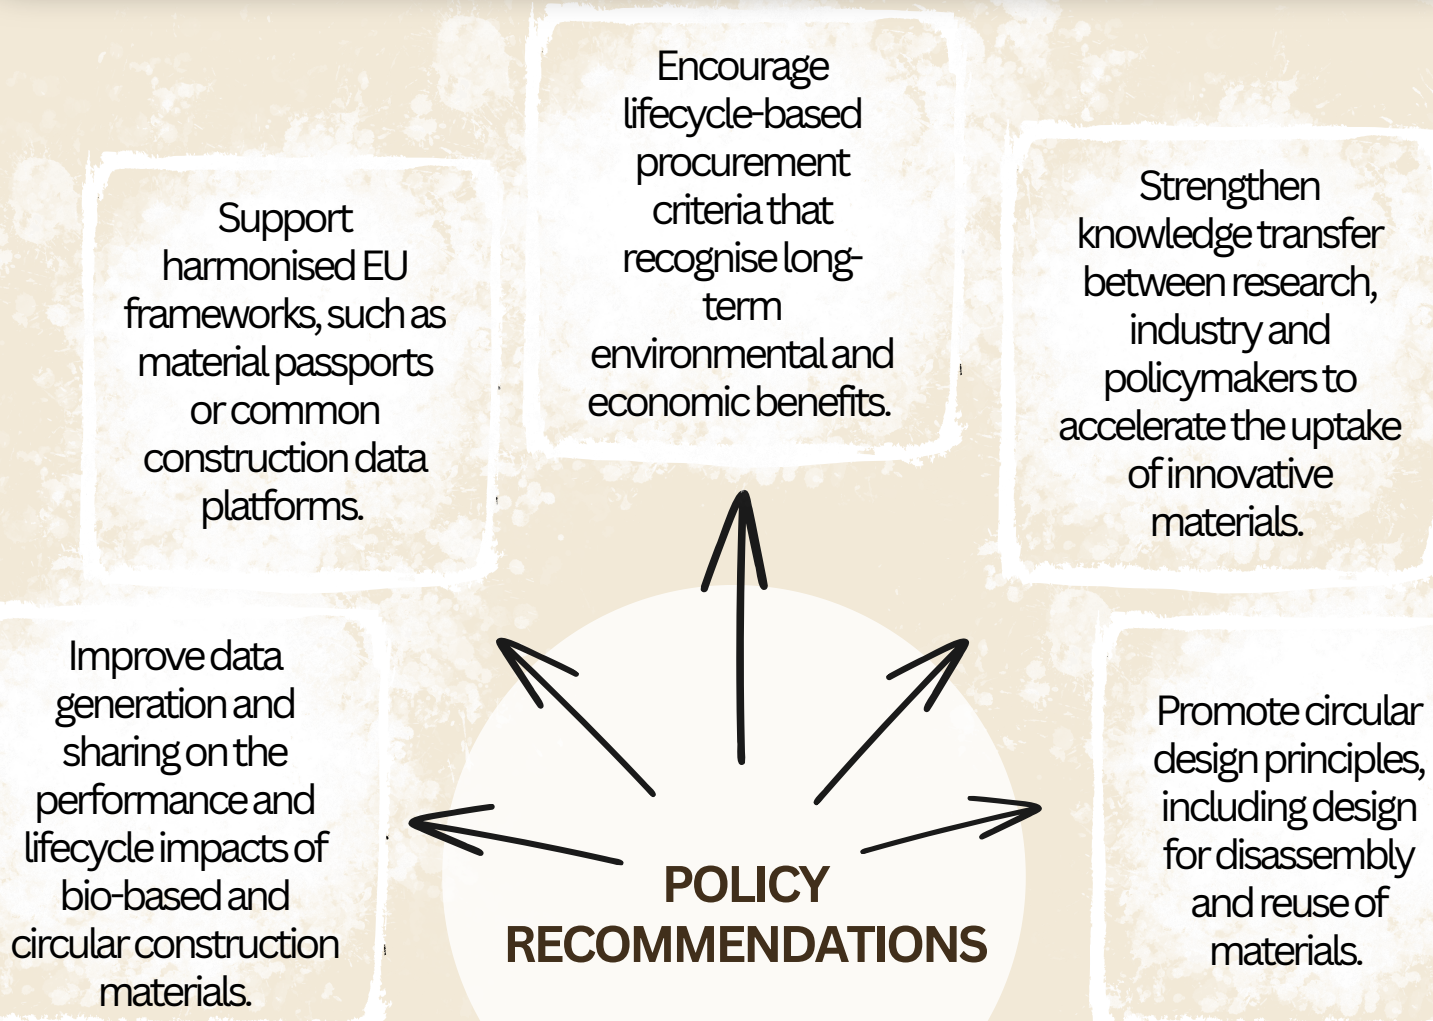 Encourage
lifecycle-based
procurement
criteria that
recognise long-
term
environmental and
economic benefits.
Support
harmonised EU
frameworks, such as
material passports
or common
construction data
platforms.
Strengthen
knowledge transfer
between research,
industry and
policymakers to
accelerate the uptake
of innovative
materials.
Improve data
generation and
sharing on the
performance and
lifecycle impacts of
bio-based and
circular construction
materials.
Promote circular
design principles,
including design
for disassembly
and reuse of
materials.
POLICY
RECOMMENDATIONS